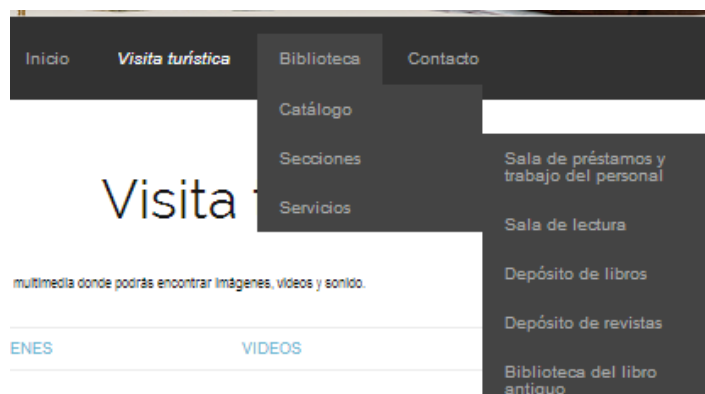 Inicio
Visita turística
Biblioteca
Contacto
Catálogo
Secciones
Servicios
Sala de préstamos y
trabajo del personal
Sala de lectura
Depósito de libros
Depósito de revistas
Biblioteca del libro
antiguo
Visita
multimedia donde podrás encontrar imágenes, videos y sonido.
ENES
VIDEOS